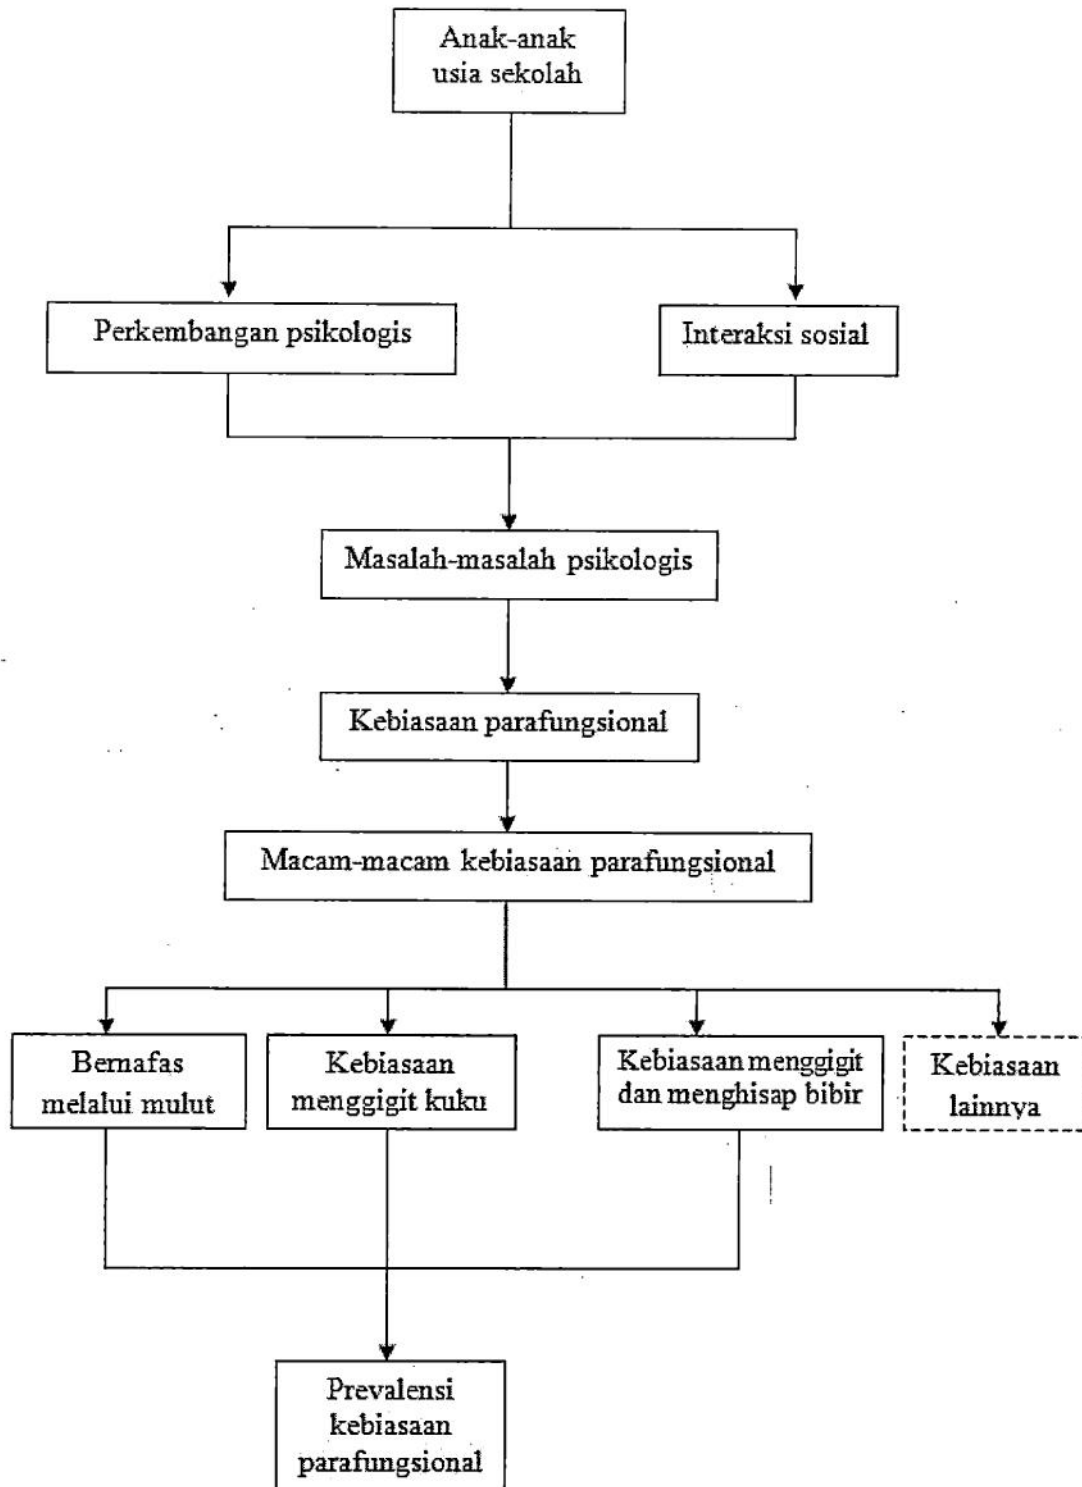 Anak-anak
usia sekolah
Perkembangan psikologis
Interaksi sosial
Masalah-masalah psikologis
Kebiasaan parafungsional
Macam-macam kebiasaan parafungsional
Bernafas
melalui mulut
Kebiasaan
menggigit kuku
Kebiasaan menggigit
dan menghisap bibir
Kebiasaan
lainnya
Prevalensi
kebiasaan
parafungsional